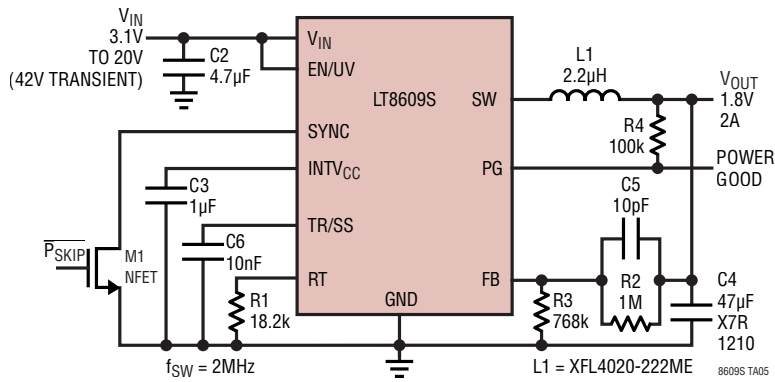 VIN
3.1V
TO 20V
(42V TRANSIENT)
C2
4.7µF
VIN
EN/UV
LT8609S
SW
L1
2.2µH
VOUT
1.8V
2A
R4
100k
SYNC
INTVCC
PG
POWER
GOOD
C3
1µF
C5
10pF
TR/SS
PSKIP
M1
NFET
C6
10nF
RT
FB
R1
18.2k
GND
R3
768k
R2
1M
C4
47µF
X7R
1210
fSW = 2MHz
L1 = XFL4020-222ME
8609S TA05